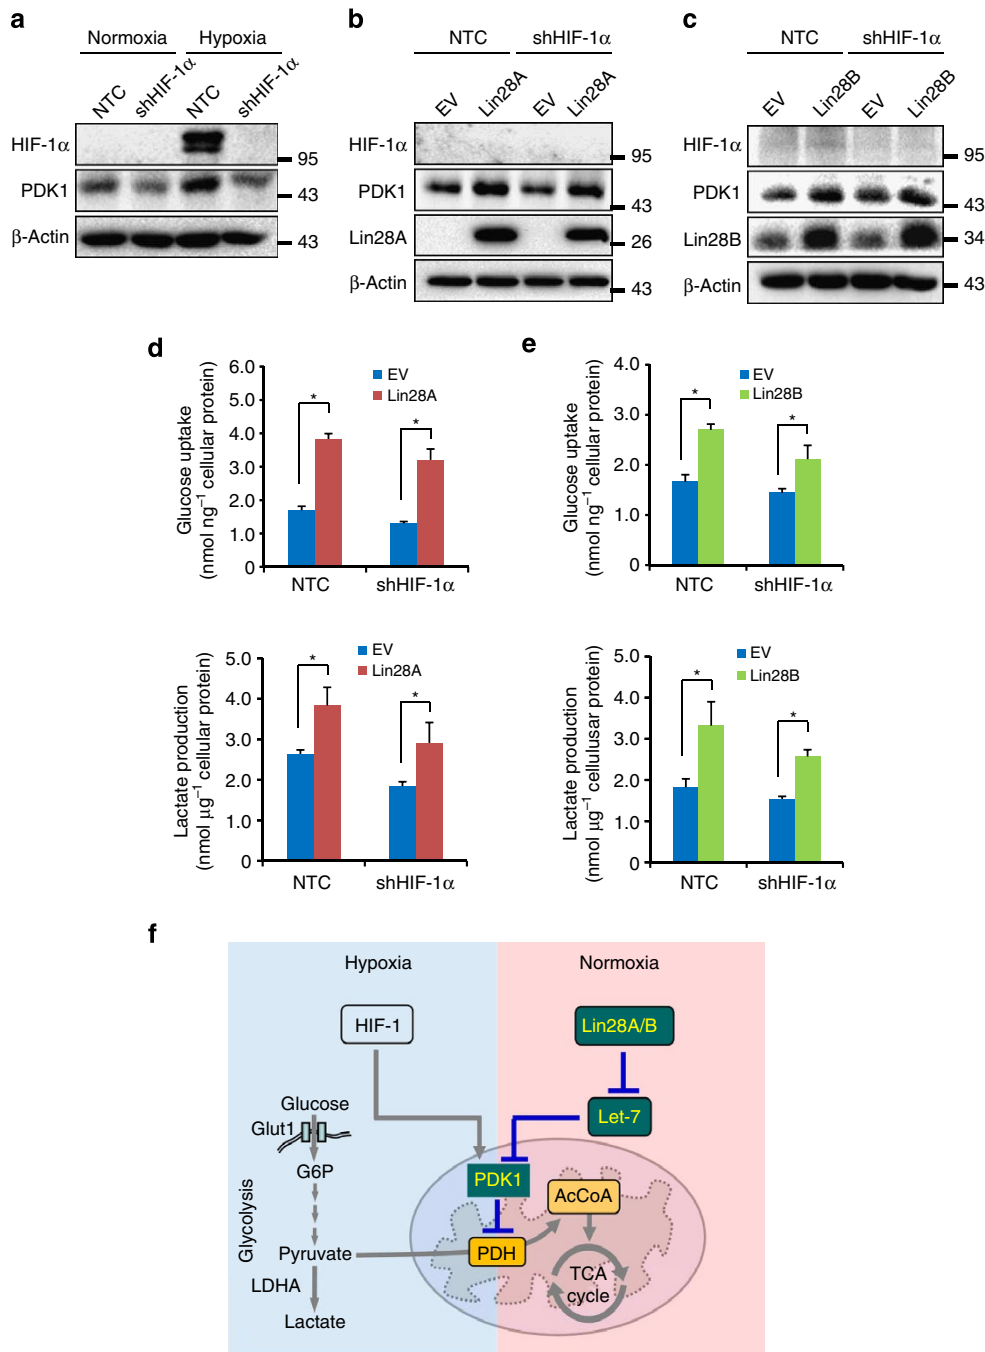 a
Normoxia Hypoxia
NTC shHIF-1α NTC shHIF-1α
HIF-1α 95
PDK1 43
β-Actin 43
b
NTC shHIF-1α
EV Lin28A EV Lin28A
HIF-1α 95
PDK1 43
Lin28A 26
β-Actin 43
c
NTC shHIF-1α
EV Lin28B EV Lin28B
HIF-1α 95
PDK1 43
Lin28B 34
β-Actin 43
d
Glucose uptake
(nmol ng⁻¹ cellular protein)
6.0
5.0
4.0
3.0
2.0
1.0
0
EV
Lin28A
* *
NTC shHIF-1α
Lactate production
(nmol μg⁻¹ cellular protein)
5.0
4.0
3.0
2.0
1.0
0
EV
Lin28A
* *
NTC shHIF-1α
e
Glucose uptake
(nmol ng⁻¹ cellular protein)
4.0
3.0
2.0
1.0
0
EV
Lin28B
* *
NTC shHIF-1α
Lactate production
(nmol μg⁻¹ cellulusar protein)
5.0
4.0
3.0
2.0
1.0
0
EV
Lin28B
* *
NTC shHIF-1α
f
Hypoxia Normoxia
HIF-1 Lin28A/B
Glucose
Let-7
Glut1
G6P
PDK1
AcCoA
Glycolysis
Pyruvate
PDH
TCA
cycle
LDHA
Lactate